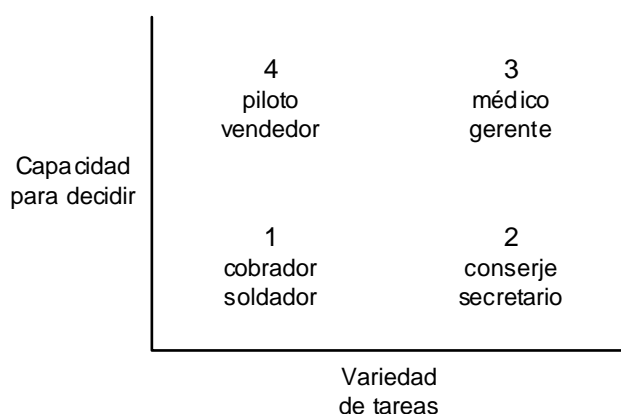 4
piloto
vendedor
3
médico
gerente
Capacidad
para decidir
1
cobrador
soldador
2
conserje
secretario
Variedad
de tareas